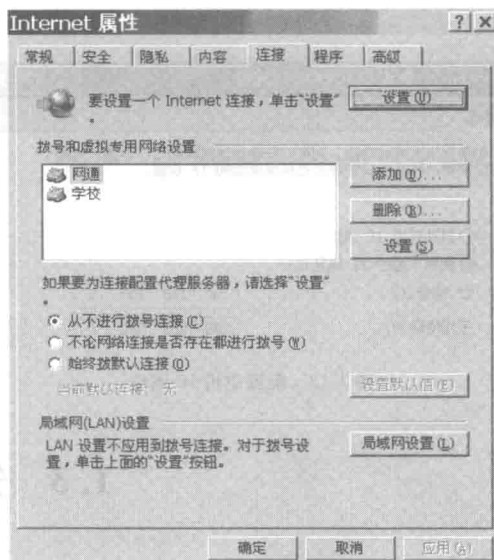 Internet 属性
常规 安全 隐私 内容 连接 程序 高级
要设置一个 Internet 连接，单击“设置”
。
设置(U)
拨号和虚拟专用网络设置
网通
学校
添加(D)...
删除(R)...
设置(S)
如果要为连接配置代理服务器，请选择“设置”
。
从不进行拨号连接(C)
不论网络连接是否存在都进行拨号(W)
始终拨默认连接(O)
当前默认连接: 无
设置默认值(E)
局域网(LAN)设置
LAN 设置不应用到拨号连接。对于拨号设
置，单击上面的“设置”按钮。
局域网设置(L)
确定 取消 应用(A)